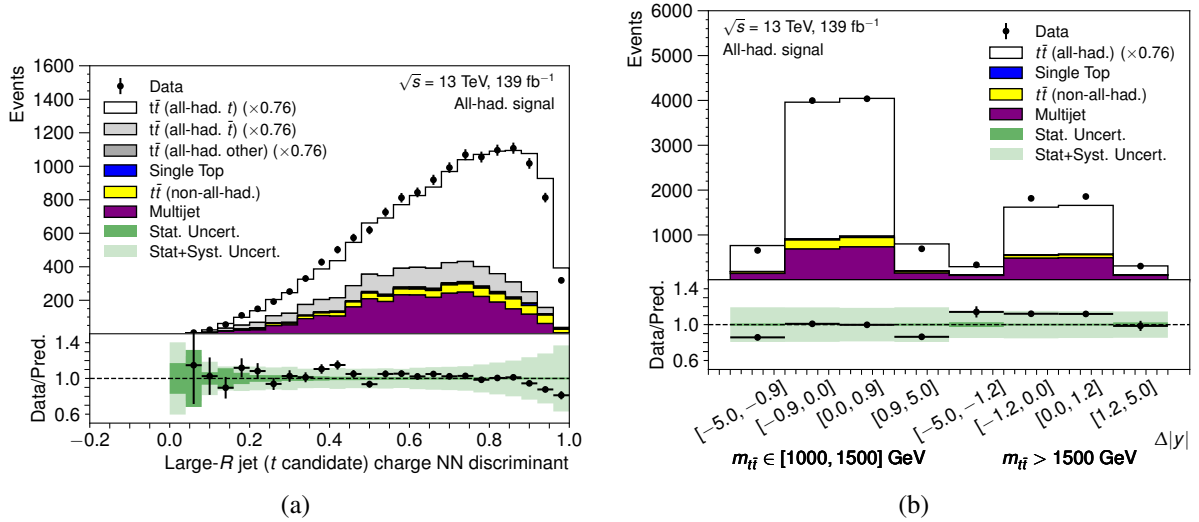 Events
1600
1400
1200
1000
800
600
400
200
√s = 13 TeV, 139 fb⁻¹
All-had. signal
Data
tt̄ (all-had. t) (×0.76)
tt̄ (all-had. t̄) (×0.76)
tt̄ (all-had. other) (×0.76)
Single Top
tt̄ (non-all-had.)
Multijet
Stat. Uncert.
Stat+Syst. Uncert.
Data/Pred.
1.4
1.0
0.6
−0.2 0.0 0.2 0.4 0.6 0.8 1.0
Large-R jet (t candidate) charge NN discriminant
(a)
Events
6000
5000
4000
3000
2000
1000
√s = 13 TeV, 139 fb⁻¹
All-had. signal
Data
tt̄ (all-had.) (×0.76)
Single Top
tt̄ (non-all-had.)
Multijet
Stat. Uncert.
Stat+Syst. Uncert.
Data/Pred.
1.4
1.0
0.6
[−5.0, −0.9] [−0.9, 0.0] [0.0, 0.9] [0.9, 5.0] [−5.0, −1.2] [−1.2, 0.0] [0.0, 1.2] [1.2, 5.0]
Δ|y|
m_tt̄ ∈ [1000, 1500] GeV m_tt̄ > 1500 GeV
(b)